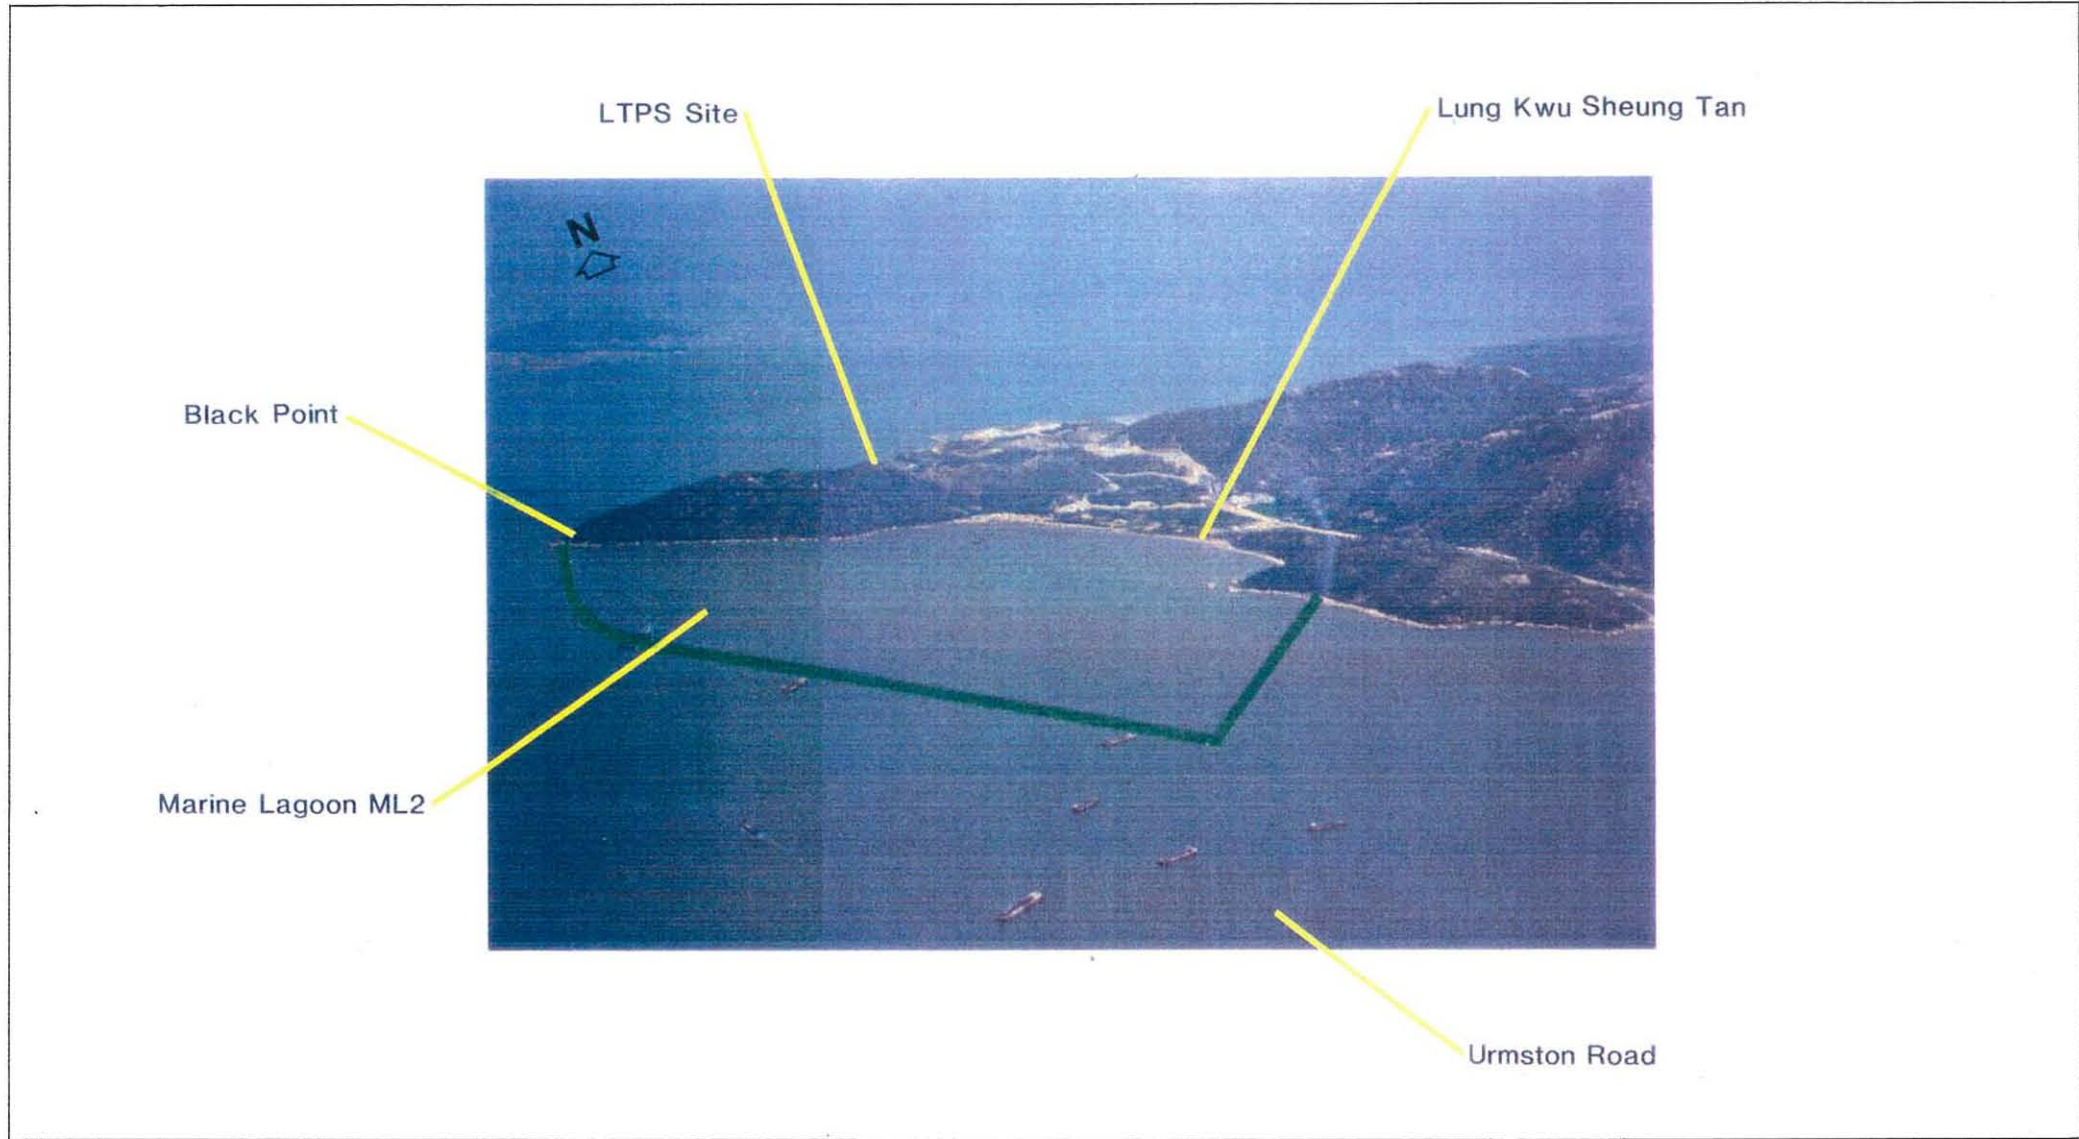 LTPS Site
Lung Kwu Sheung Tan
N
Black Point
Marine Lagoon ML2
Urmston Road